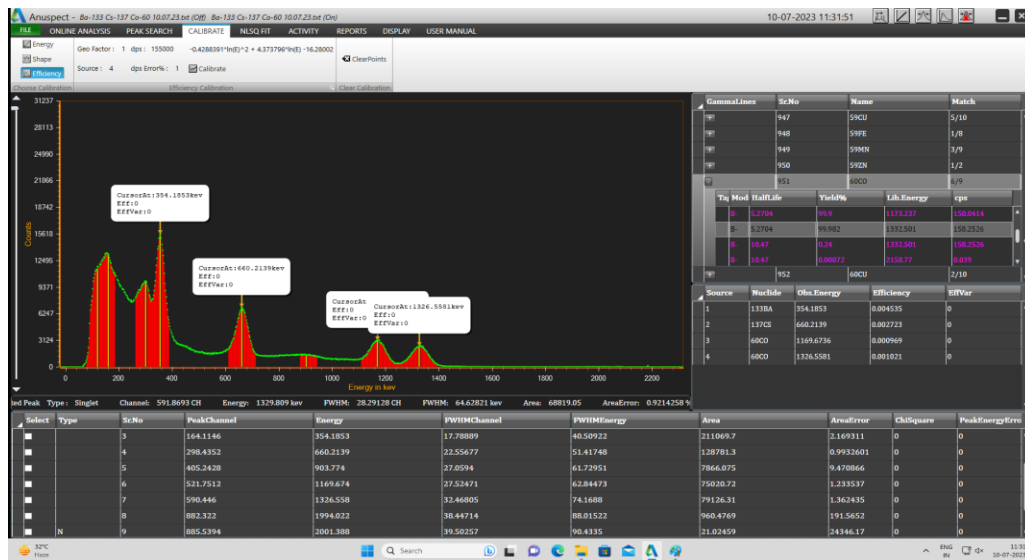 Anuspect - Ba-133 Cs-137 Co-60 10.07.23.txt (Off) Ba-133 Cs-137 Co-60 10.07.23.txt (On) 10-07-2023 11:31:51
FILE ONLINE ANALYSIS PEAK SEARCH CALIBRATE NLSQ FIT ACTIVITY REPORTS DISPLAY USER MANUAL
Energy Geo Factor : 1 dps : 155000 -0.4288391*ln(E)^2 + 4.373796*ln(E) -16.28002
Shape ClearPoints
Efficiency Source : 4 dps Error% : 1 Calibrate
Choose Calibration Efficiency Calibration Clear Calibration
31237
28113
24990
21866
18742
15618
12495
9371
6247
3124
0
Counts
CursorAt:354.1853kev
Eff:0
EffVar:0
CursorAt:660.2139kev
Eff:0
EffVar:0
CursorAt
Eff:0
EffVar:0
CursorAt:1326.5581kev
Eff:0
EffVar:0
0 200 400 600 800 1000 1200 1400 1600 1800 2000 2200
Energy in kev
GammaLines Sr.No Name Match
947 59CU 5/10
948 59FE 1/8
949 59MN 3/9
950 59ZN 1/2
951 60CO 6/9
Ta Mod HalfLife Yield% Lib.Energy cps
B- 5.2704 99.9 1173.237 150.0414
B- 5.2704 99.982 1332.501 158.2526
B- 10.47 0.24 1332.501 158.2526
B- 10.47 0.00072 2158.77 0.039
952 60CU 2/10
Source Nuclide Obs.Energy Efficiency EffVar
1 133BA 354.1853 0.004535 0
2 137CS 660.2139 0.002723 0
3 60CO 1169.6736 0.000969 0
4 60CO 1326.5581 0.001021 0
ted Peak Type : Singlet Channel: 591.8693 CH Energy: 1329.809 kev FWHM: 28.29128 CH FWHM: 64.62821 kev Area: 68819.05 AreaError: 0.9214258 %
Select Type Sr.No PeakChannel Energy FWHMChannel FWHMEnergy Area AreaError ChiSquare PeakEnergyErro
3 164.1146 354.1853 17.78889 40.50922 211069.7 2.169311 0 0
4 298.4352 660.2139 22.55677 51.41748 128781.3 0.9932601 0 0
5 405.2428 903.774 27.0594 61.72951 7866.075 9.470866 0 0
6 521.7512 1169.674 27.52471 62.84473 75020.72 1.233537 0 0
7 590.446 1326.558 32.46805 74.1688 79126.31 1.362435 0 0
8 882.322 1994.022 38.44714 88.01522 960.4769 191.5652 0 0
N 9 885.5394 2001.388 39.50257 90.4335 21.02459 24346.17 0 0
32°C
Haze
Search
ENG
IN
11:31
10-07-2023